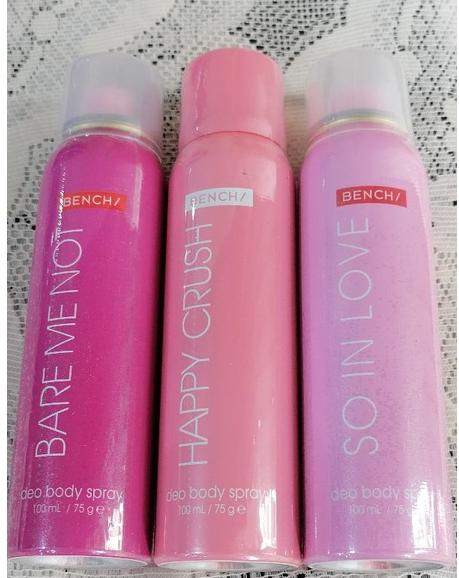 BENCH/
BARE ME NOT
deo body spray
100 mL / 75 g e
BENCH/
HAPPY CRUSH
deo body spray
100 mL / 75 g e
BENCH/
SO IN LOVE
deo body spray
100 mL / 75